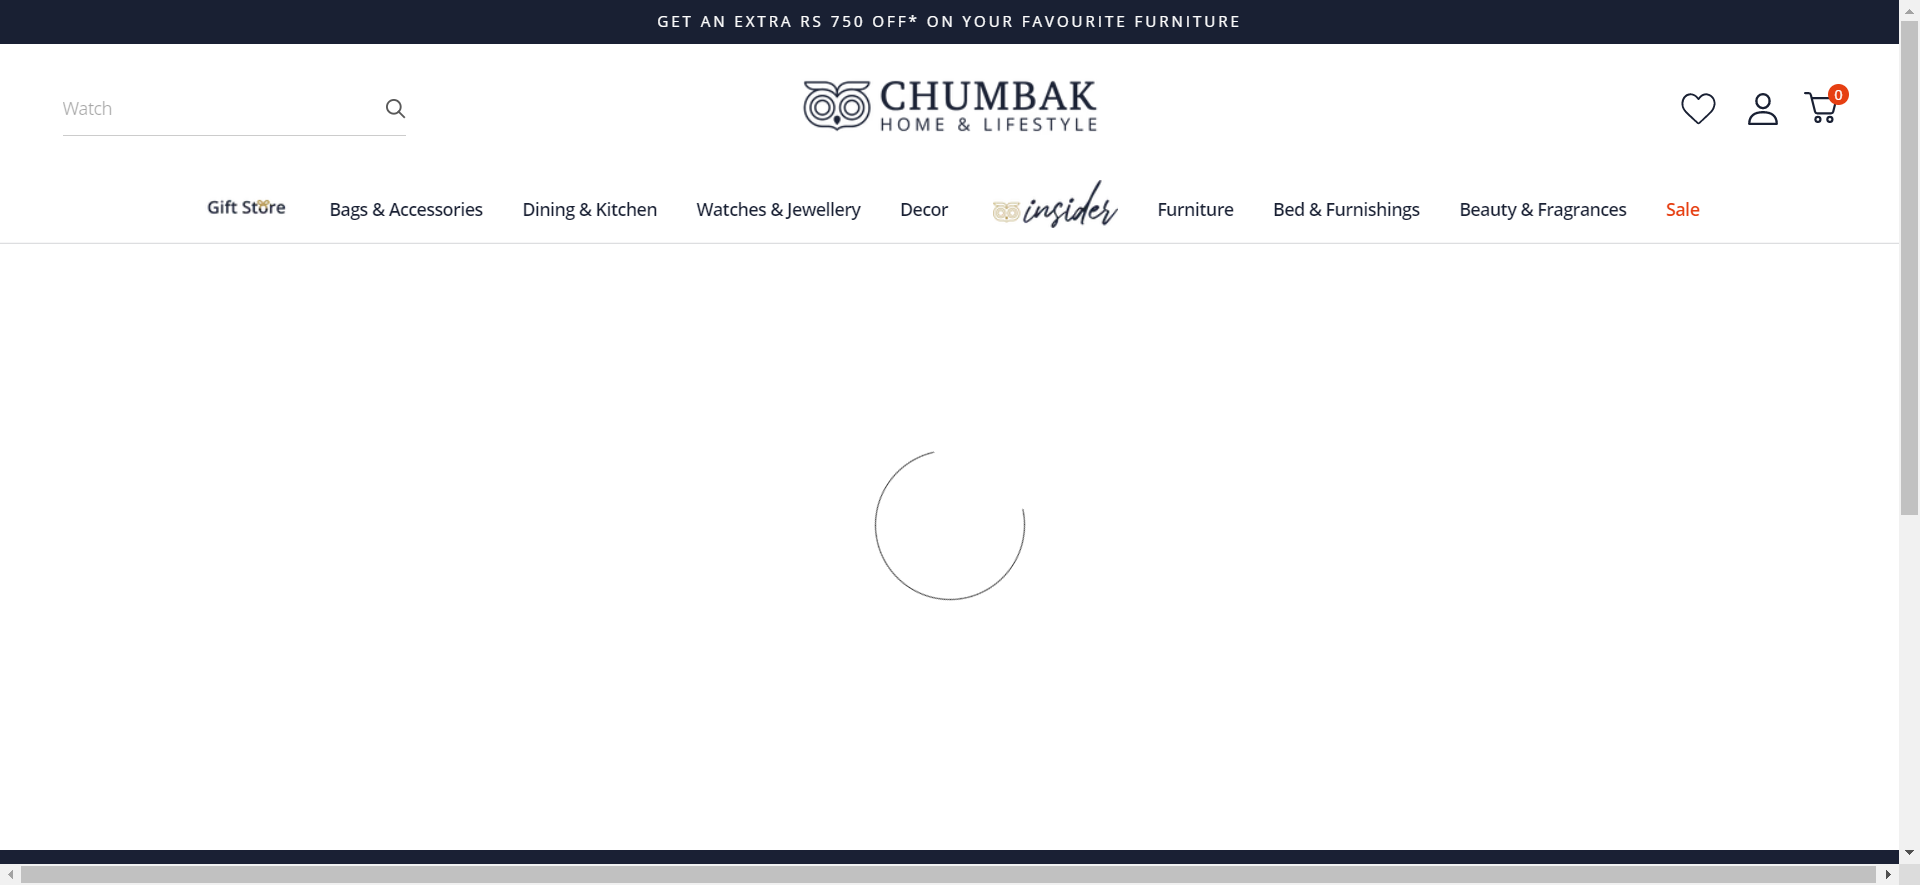 GET AN EXTRA RS 750 OFF* ON YOUR FAVOURITE FURNITURE
Watch
CHUMBAK
HOME & LIFESTYLE
0
Gift Store
Bags & Accessories
Dining & Kitchen
Watches & Jewellery
Decor
insider
Furniture
Bed & Furnishings
Beauty & Fragrances
Sale